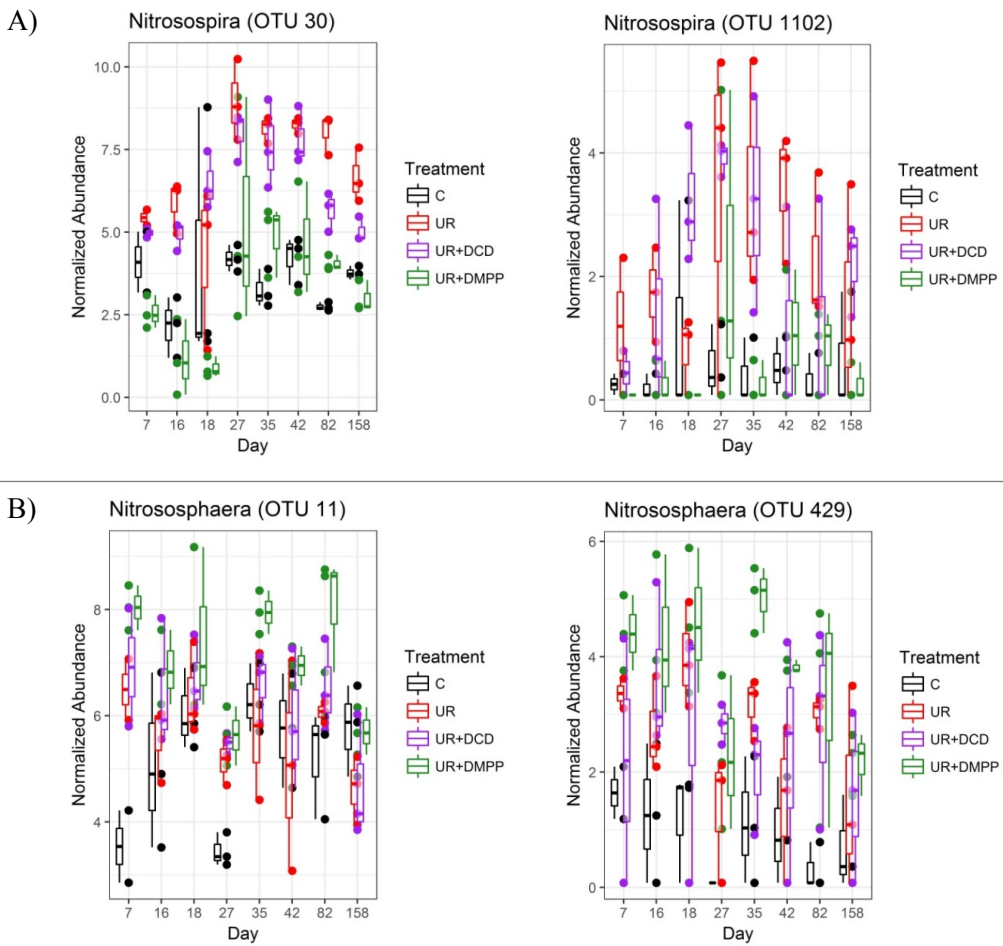 A)
Nitrosospira (OTU 30)
10.0
7.5
5.0
2.5
0.0
Normalized Abundance
7 16 18 27 35 42 82 158
Day
Treatment
C
UR
UR+DCD
UR+DMPP
Nitrosospira (OTU 1102)
4
2
0
Normalized Abundance
7 16 18 27 35 42 82 158
Day
Treatment
C
UR
UR+DCD
UR+DMPP
B)
Nitrososphaera (OTU 11)
8
6
4
Normalized Abundance
7 16 18 27 35 42 82 158
Day
Treatment
C
UR
UR+DCD
UR+DMPP
Nitrososphaera (OTU 429)
6
4
2
0
Normalized Abundance
7 16 18 27 35 42 82 158
Day
Treatment
C
UR
UR+DCD
UR+DMPP